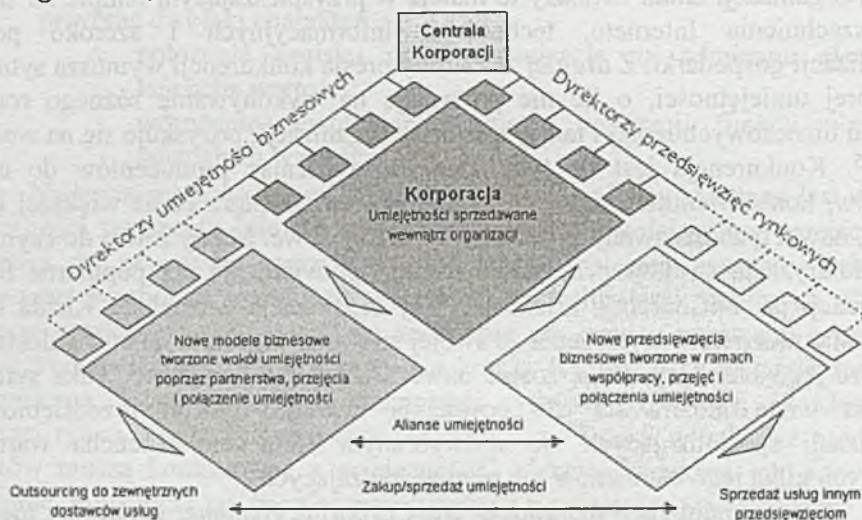 Centrala
Korporacji
Dyrektorzy umiejętności biznesowych
Dyrektorzy przedsięwzięć rynkowych
Korporacja
Umiejętności sprzedawane
wewnątrz organizacji
Nowe modele biznesowe
tworzone wokół umiejętności
poprzez partnerstwa, przejęcia
i połączenie umiejętności
Nowe przedsięwzięcia
biznesowe tworzone w ramach
współpracy, przejęć i
połączenia umiejętności
Alianse umiejętności
Zakup/sprzedaż umiejętności
Outsourcing do zewnętrznych
dostawców usług
Sprzedaż usług innym
przedsięwzięciom